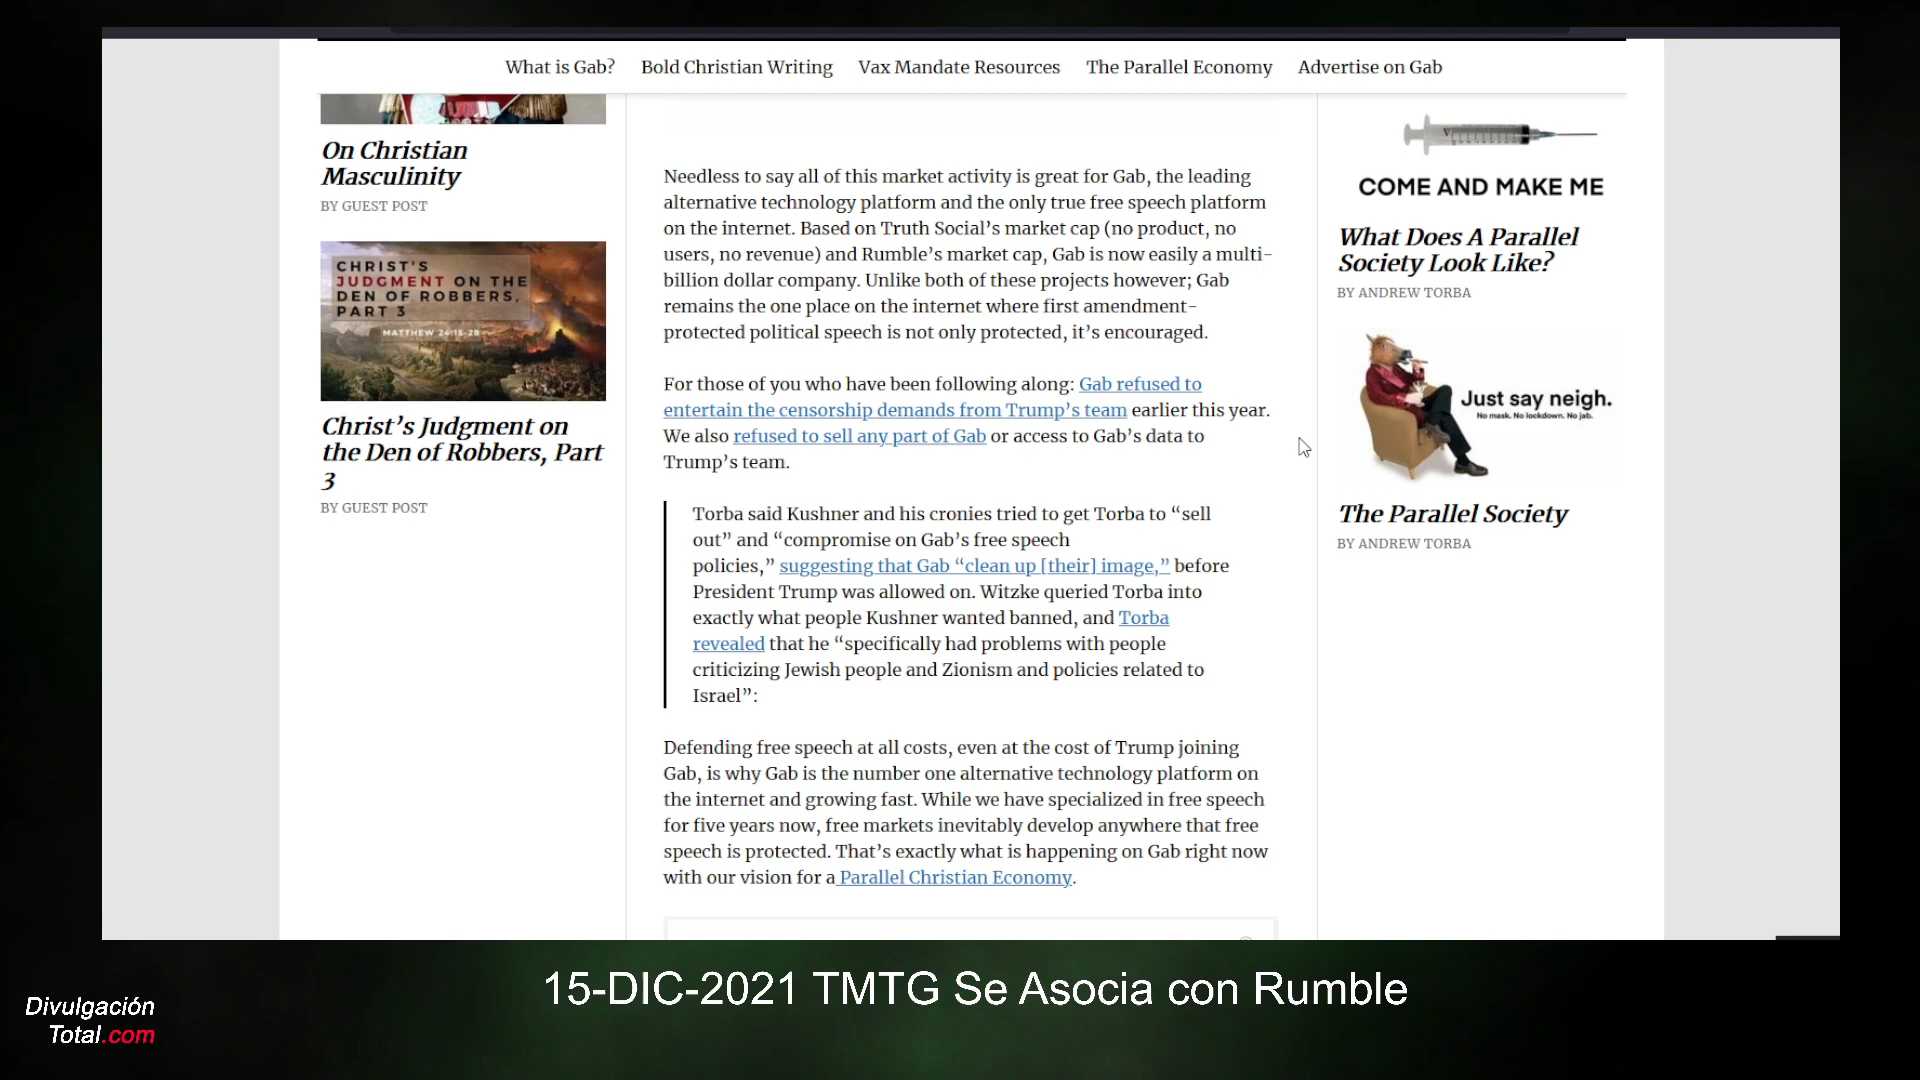 What is Gab?
Bold Christian Writing
Vax Mandate Resources
The Parallel Economy
Advertise on Gab
On Christian
Masculinity
BY GUEST POST
CHRIST'S
JUDGMENT ON THE
DEN OF ROBBERS,
PART 3
MATTHEW 24:15-28
Christ’s Judgment on
the Den of Robbers, Part
3
BY GUEST POST
Needless to say all of this market activity is great for Gab, the leading
alternative technology platform and the only true free speech platform
on the internet. Based on Truth Social’s market cap (no product, no
users, no revenue) and Rumble’s market cap, Gab is now easily a multi-
billion dollar company. Unlike both of these projects however; Gab
remains the one place on the internet where first amendment-
protected political speech is not only protected, it’s encouraged.
For those of you who have been following along: Gab refused to
entertain the censorship demands from Trump’s team earlier this year.
We also refused to sell any part of Gab or access to Gab’s data to
Trump’s team.
Torba said Kushner and his cronies tried to get Torba to “sell
out” and “compromise on Gab’s free speech
policies,” suggesting that Gab “clean up [their] image,” before
President Trump was allowed on. Witzke queried Torba into
exactly what people Kushner wanted banned, and Torba
revealed that he “specifically had problems with people
criticizing Jewish people and Zionism and policies related to
Israel”:
Defending free speech at all costs, even at the cost of Trump joining
Gab, is why Gab is the number one alternative technology platform on
the internet and growing fast. While we have specialized in free speech
for five years now, free markets inevitably develop anywhere that free
speech is protected. That’s exactly what is happening on Gab right now
with our vision for a Parallel Christian Economy.
COME AND MAKE ME
What Does A Parallel
Society Look Like?
BY ANDREW TORBA
Just say neigh.
No mask. No lockdown. No jab.
The Parallel Society
BY ANDREW TORBA
15-DIC-2021 TMTG Se Asocia con Rumble
Divulgación
Total.com